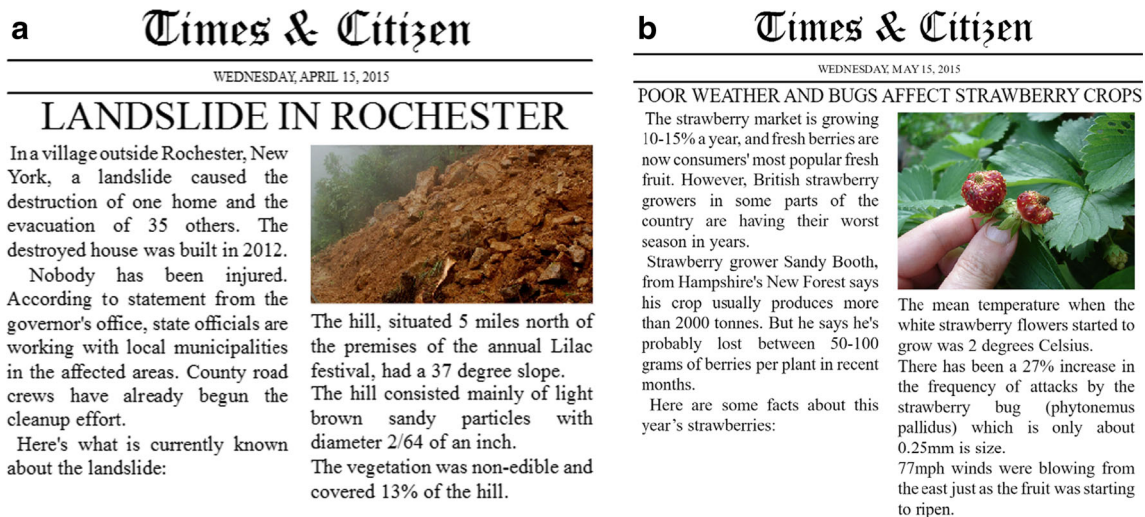 a
Times & Citizen
WEDNESDAY, APRIL 15, 2015
LANDSLIDE IN ROCHESTER
In a village outside Rochester, New
York, a landslide caused the
destruction of one home and the
evacuation of 35 others. The
destroyed house was built in 2012.
Nobody has been injured.
According to statement from the
governor's office, state officials are
working with local municipalities
in the affected areas. County road
crews have already begun the
cleanup effort.
Here's what is currently known
about the landslide:
The hill, situated 5 miles north of
the premises of the annual Lilac
festival, had a 37 degree slope.
The hill consisted mainly of light
brown sandy particles with
diameter 2/64 of an inch.
The vegetation was non-edible and
covered 13% of the hill.
b
Times & Citizen
WEDNESDAY, MAY 15, 2015
POOR WEATHER AND BUGS AFFECT STRAWBERRY CROPS
The strawberry market is growing
10-15% a year, and fresh berries are
now consumers' most popular fresh
fruit. However, British strawberry
growers in some parts of the
country are having their worst
season in years.
Strawberry grower Sandy Booth,
from Hampshire's New Forest says
his crop usually produces more
than 2000 tonnes. But he says he's
probably lost between 50-100
grams of berries per plant in recent
months.
Here are some facts about this
year's strawberries:
The mean temperature when the
white strawberry flowers started to
grow was 2 degrees Celsius.
There has been a 27% increase in
the frequency of attacks by the
strawberry bug (phytonemus
pallidus) which is only about
0.25mm is size.
77mph winds were blowing from
the east just as the fruit was starting
to ripen.